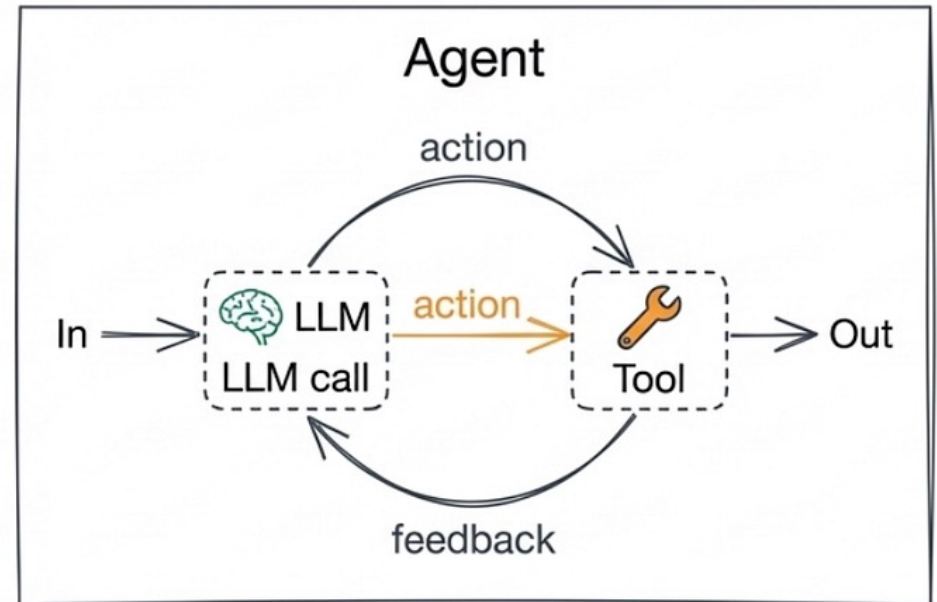 Agent
action
In
LLM
LLM call
action
Tool
Out
feedback